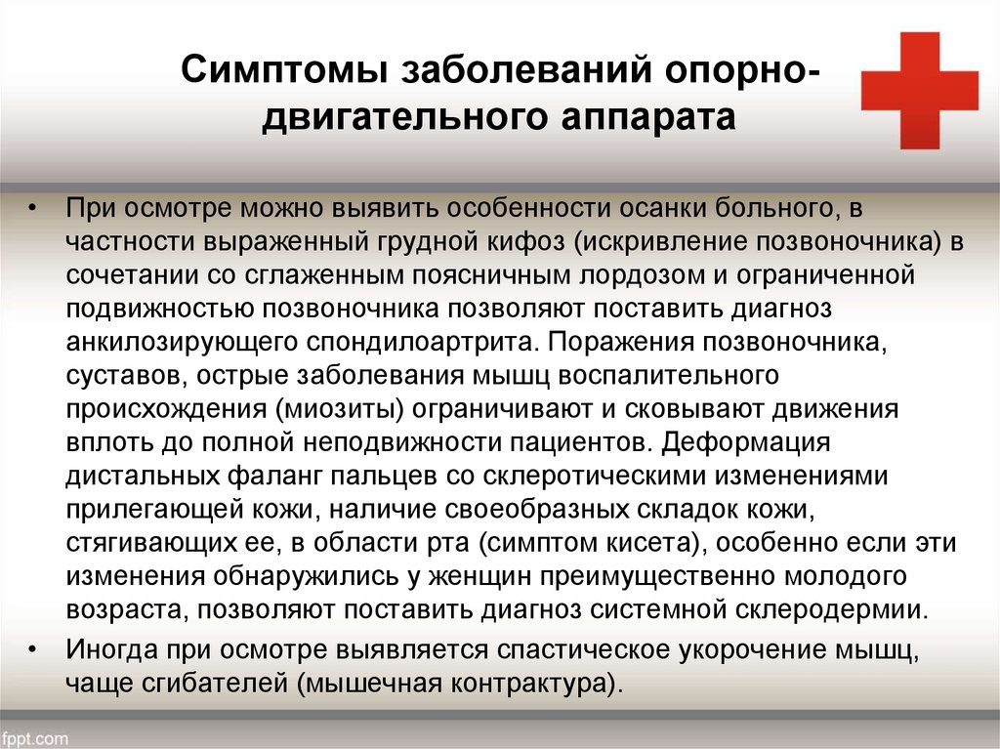 Симптомы заболеваний опорно-
двигательного аппарата
• При осмотре можно выявить особенности осанки больного, в
частности выраженный грудной кифоз (искривление позвоночника) в
сочетании со сглаженным поясничным лордозом и ограниченной
подвижностью позвоночника позволяют поставить диагноз
анкилозирующего спондилоартрита. Поражения позвоночника,
суставов, острые заболевания мышц воспалительного
происхождения (миозиты) ограничивают и сковывают движения
вплоть до полной неподвижности пациентов. Деформация
дистальных фаланг пальцев со склеротическими изменениями
прилегающей кожи, наличие своеобразных складок кожи,
стягивающих ее, в области рта (симптом кисета), особенно если эти
изменения обнаружились у женщин преимущественно молодого
возраста, позволяют поставить диагноз системной склеродермии.
• Иногда при осмотре выявляется спастическое укорочение мышц,
чаще сгибателей (мышечная контрактура).
fppt.com